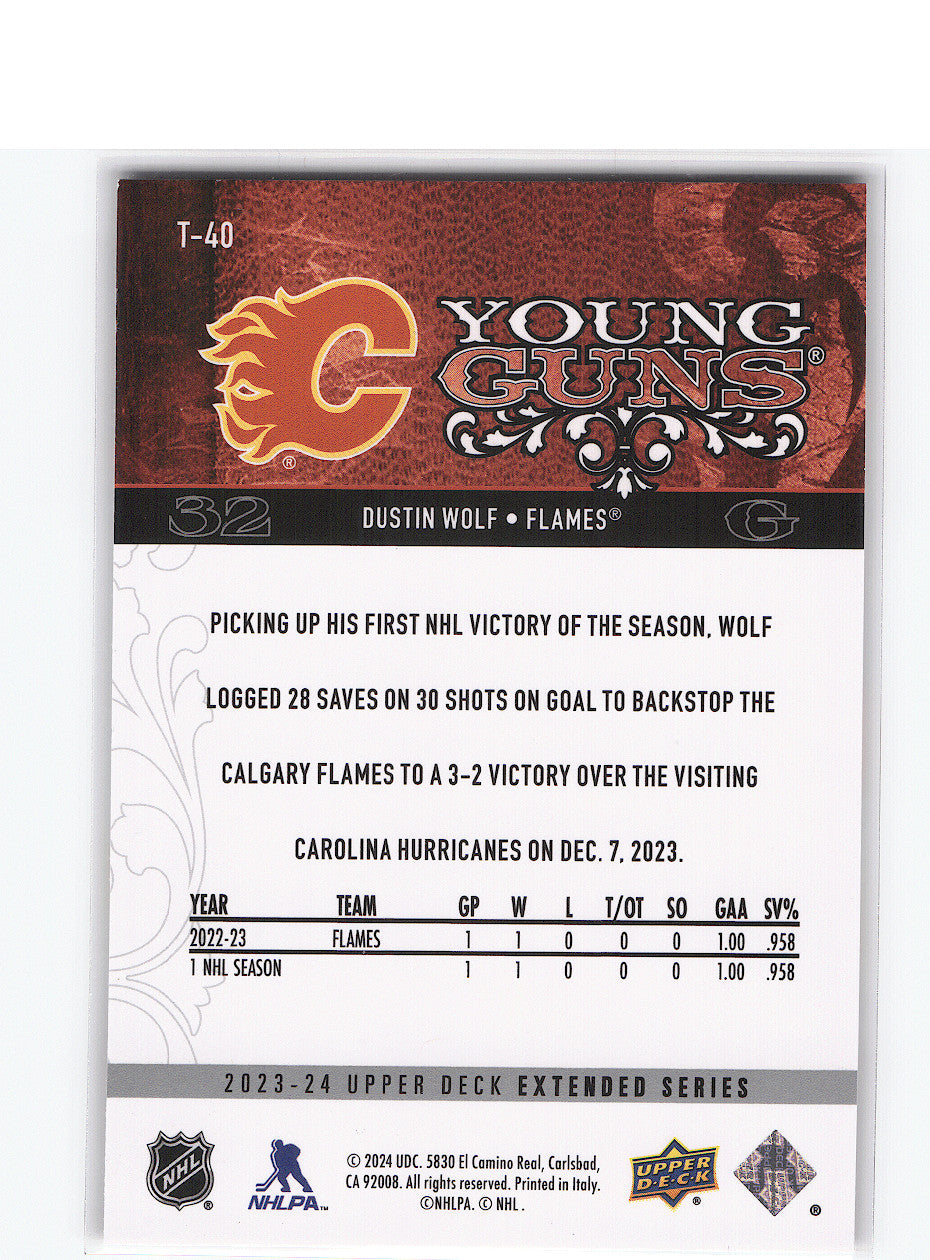 T-40
YOUNG
GUNS®
®
32 DUSTIN WOLF • FLAMES® G
PICKING UP HIS FIRST NHL VICTORY OF THE SEASON, WOLF
LOGGED 28 SAVES ON 30 SHOTS ON GOAL TO BACKSTOP THE
CALGARY FLAMES TO A 3-2 VICTORY OVER THE VISITING
CAROLINA HURRICANES ON DEC. 7, 2023.
YEAR TEAM GP W L T/OT SO GAA SV%
2022-23 FLAMES 1 1 0 0 0 1.00 .958
1 NHL SEASON 1 1 0 0 0 1.00 .958
2023-24 UPPER DECK EXTENDED SERIES
NHL ®
NHLPA™
© 2024 UDC. 5830 El Camino Real, Carlsbad,
CA 92008. All rights reserved. Printed in Italy.
©NHLPA. © NHL.
UPPER
D·E·C·K ®
®